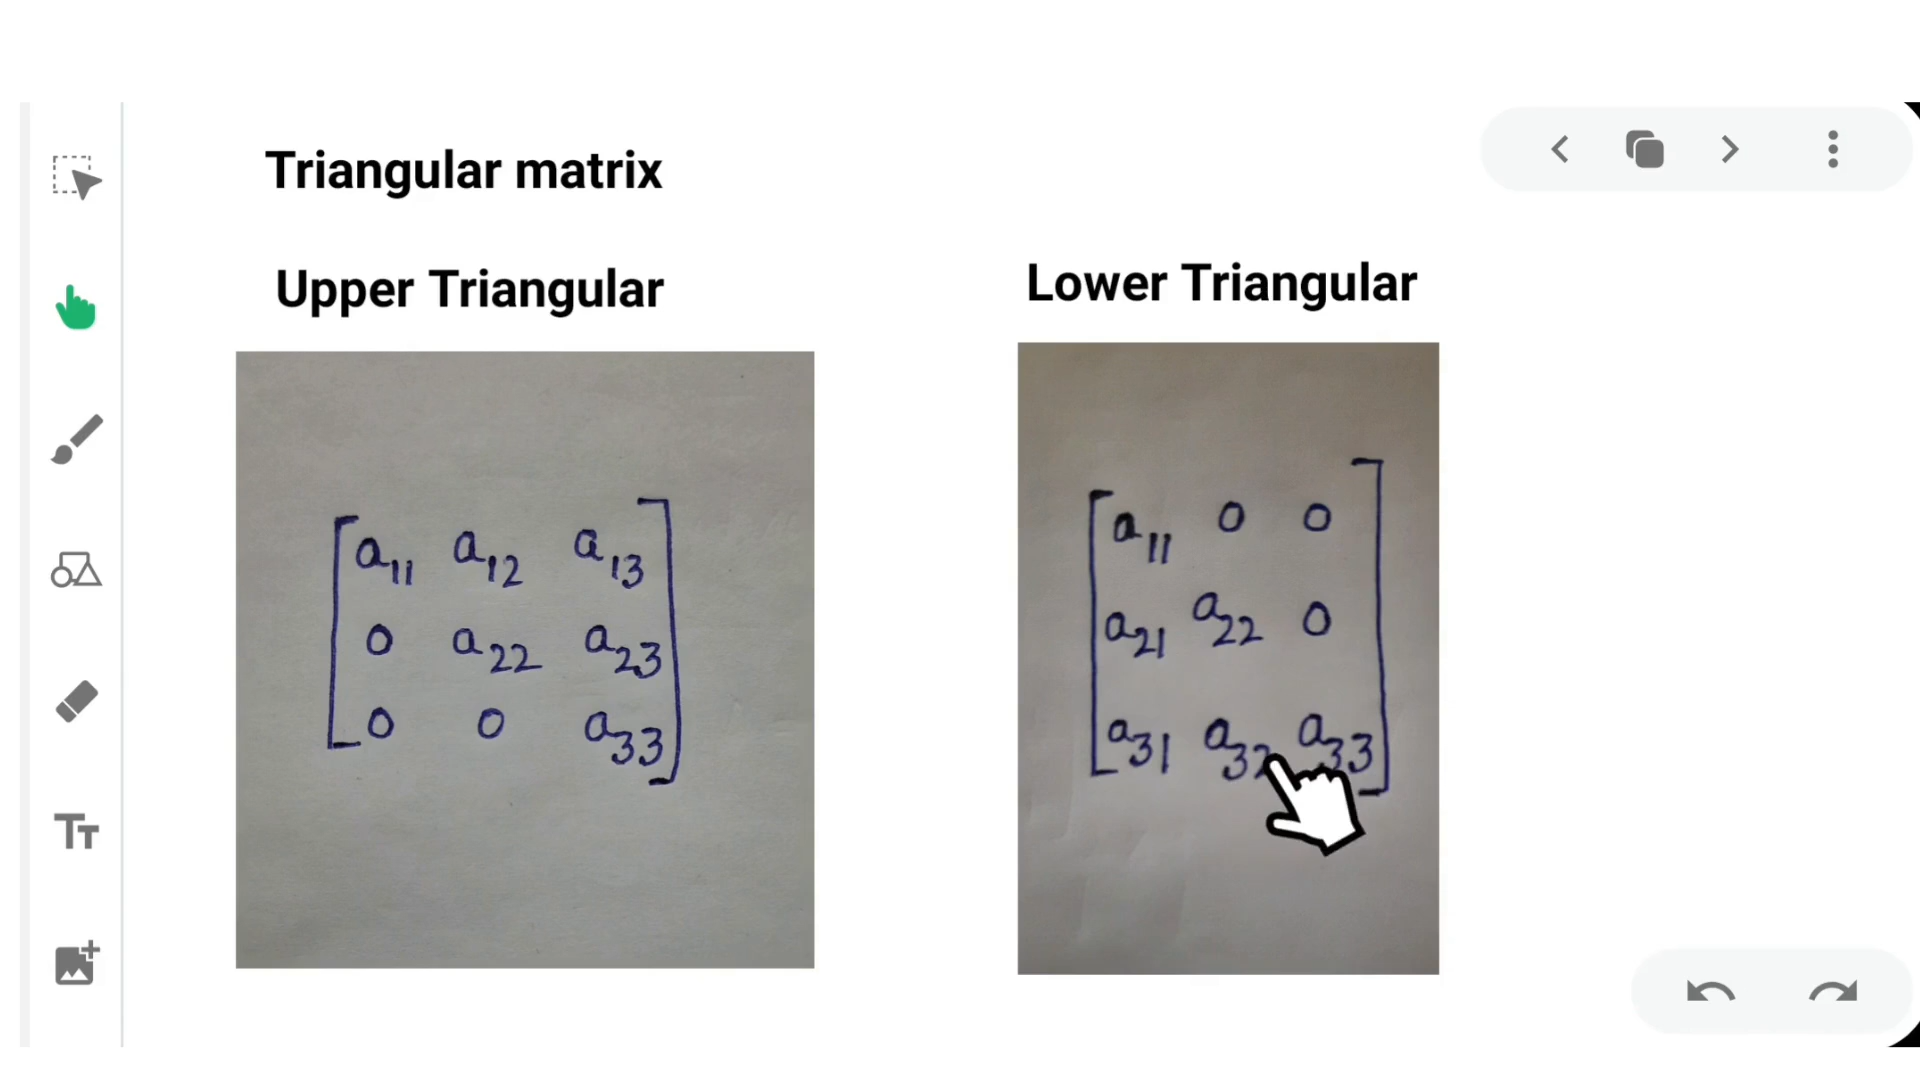 Triangular matrix
Upper Triangular
a11 a12 a13
0 a22 a23
0 0 a33
Lower Triangular
a11 0 0
a21 a22 0
a31 a32 a33